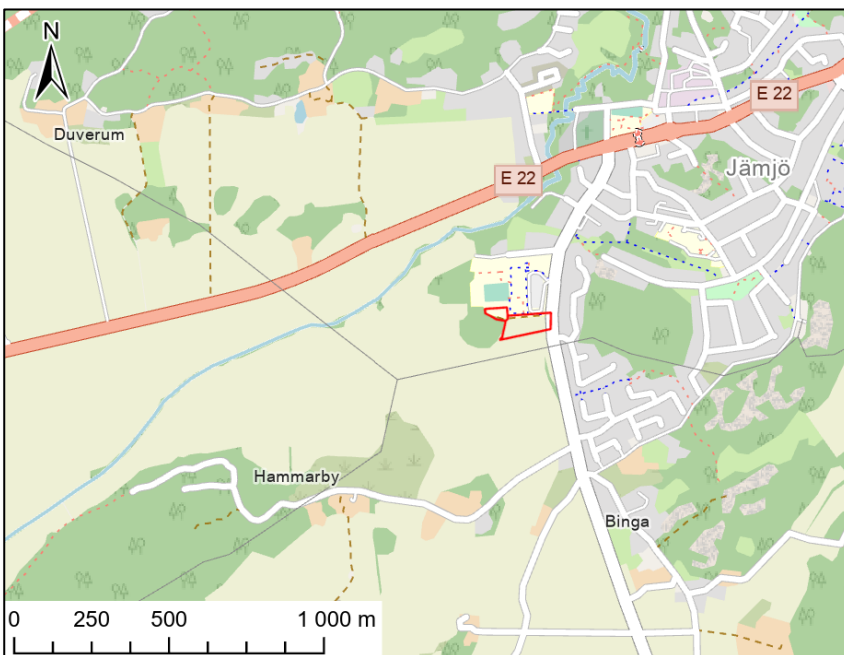 N
E 22
Duverum
Jämjö
E 22
Hammarby
Binga
0 250 500 1 000 m